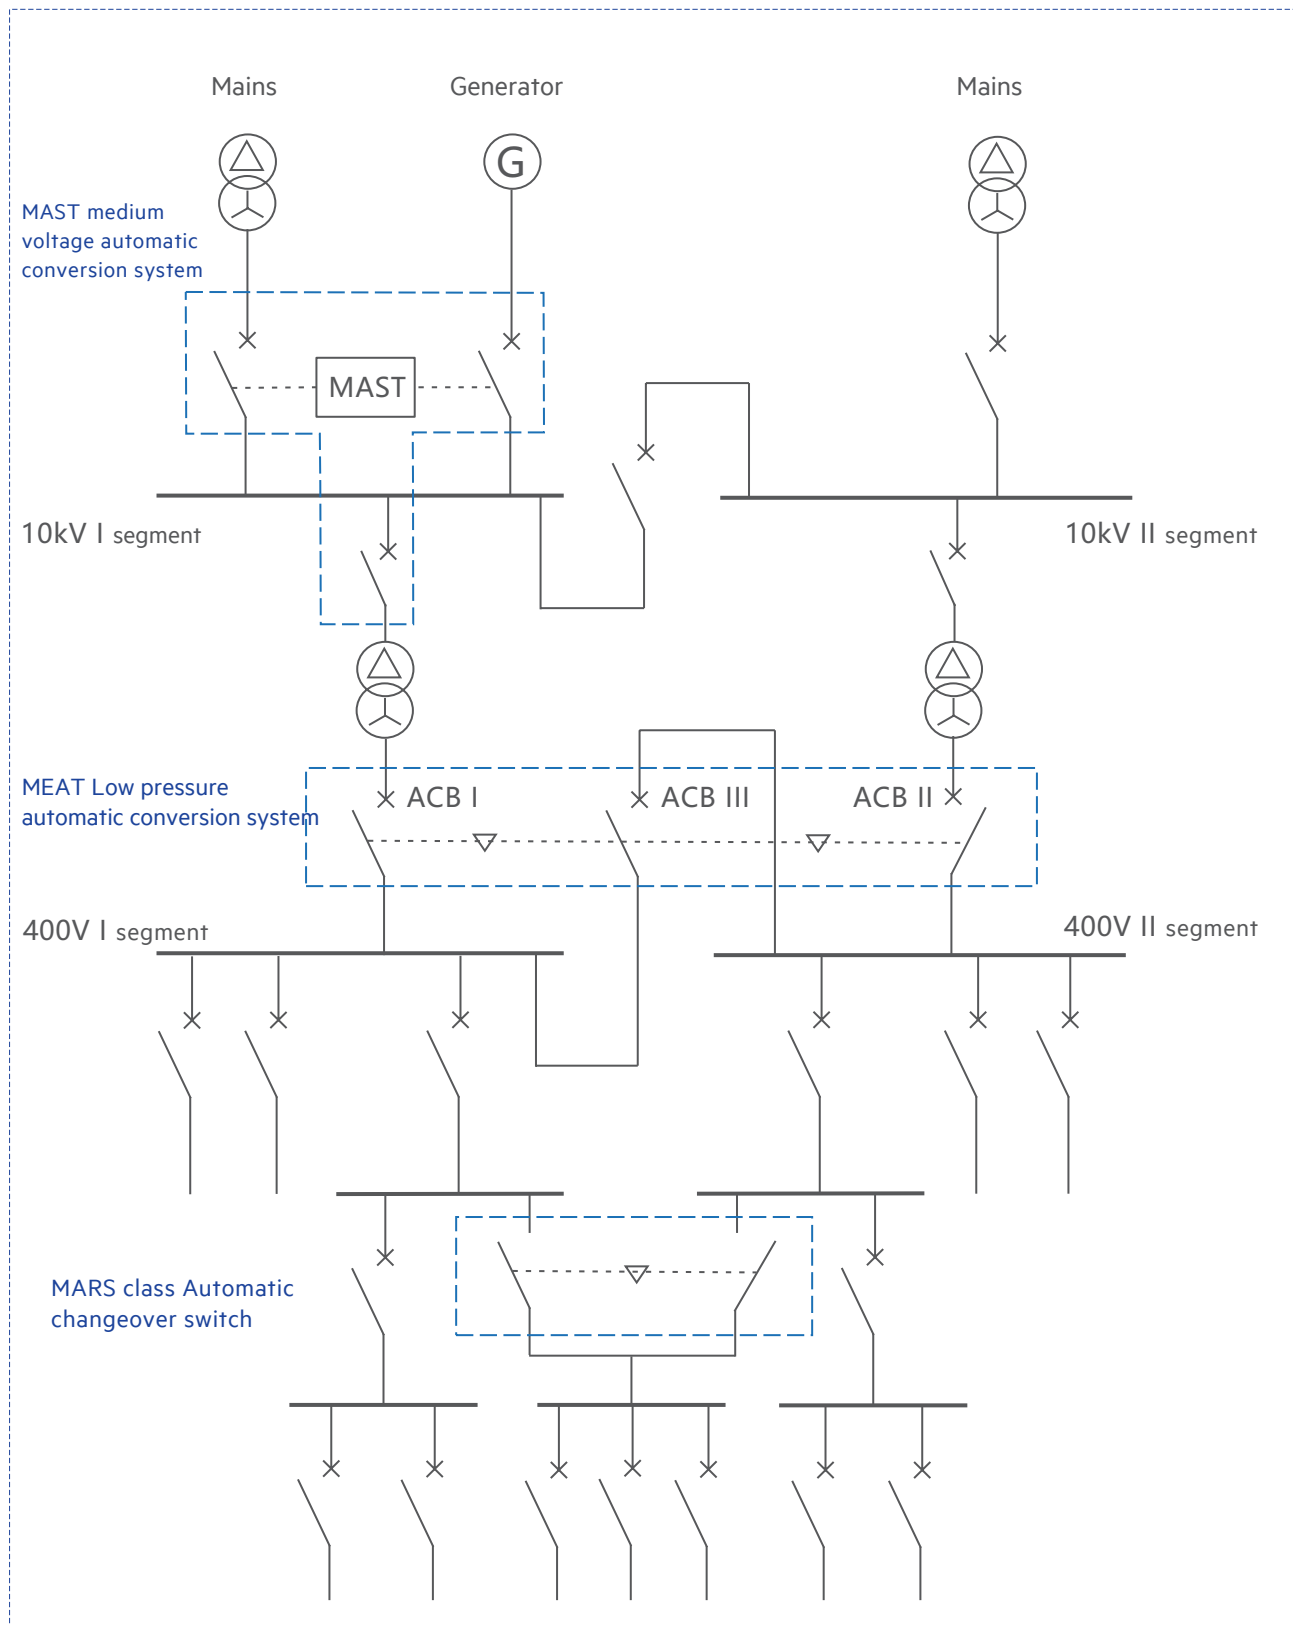 Mains
Generator
Mains
G
MAST medium
voltage automatic
conversion system
MAST
10kV I segment
10kV II segment
MEAT Low pressure
automatic conversion system
ACB I
ACB III
ACB II
400V I segment
400V II segment
MARS class Automatic
changeover switch